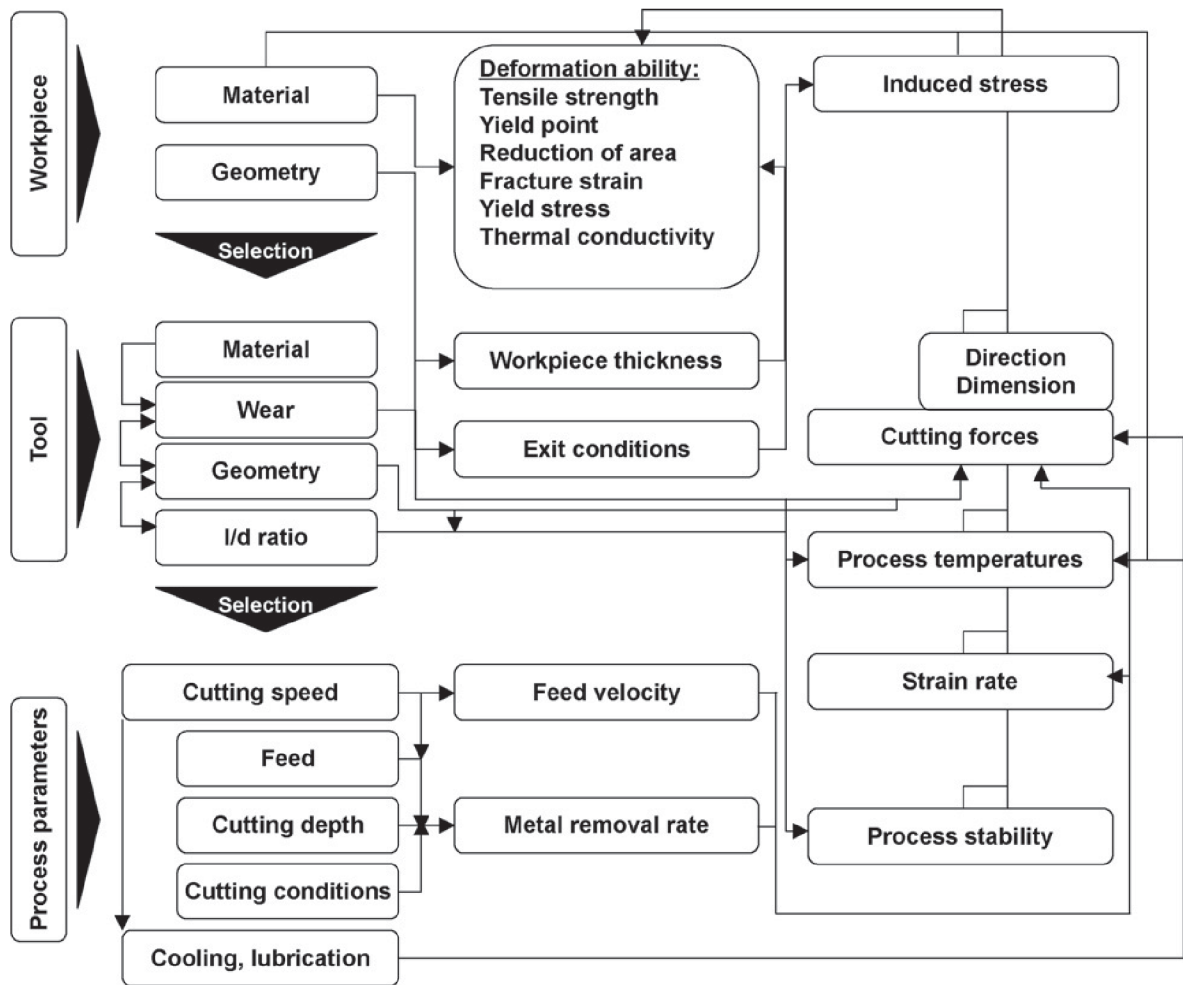 Workpiece
Material
Geometry
Selection
Deformation ability:
Tensile strength
Yield point
Reduction of area
Fracture strain
Yield stress
Thermal conductivity
Induced stress
Tool
Material
Wear
Geometry
l/d ratio
Selection
Workpiece thickness
Exit conditions
Direction
Dimension
Cutting forces
Process temperatures
Strain rate
Process stability
Process parameters
Cutting speed
Feed
Cutting depth
Cutting conditions
Cooling, lubrication
Feed velocity
Metal removal rate